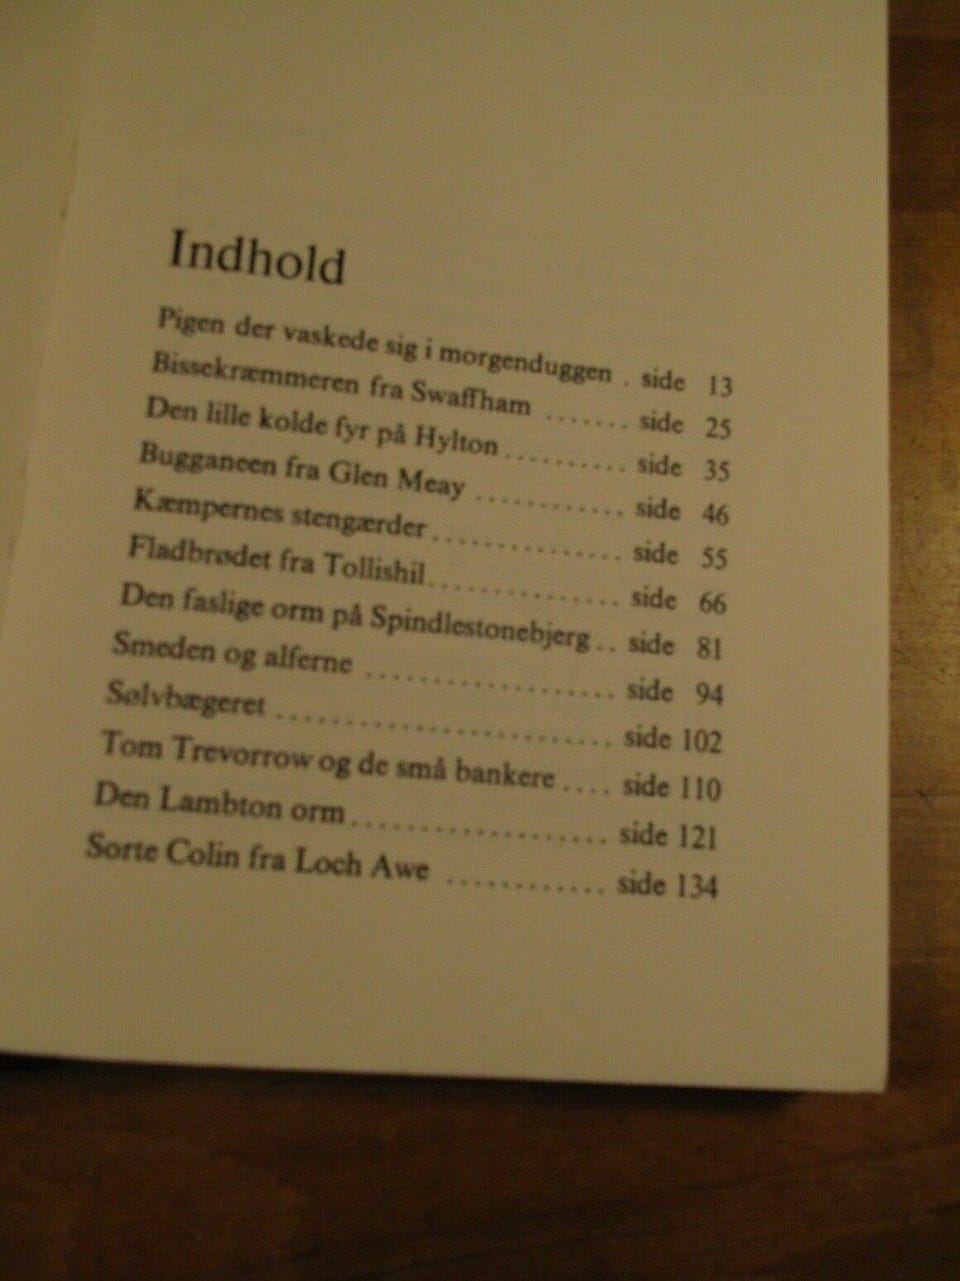 Indhold
Pigen der vaskede sig i morgenduggen . side 13
Bissekræmmeren fra Swaffham ....... side 25
Den lille kolde fyr på Hylton .......... side 35
Bugganeen fra Glen Meay ............ side 46
Kæmpernes stengærder ............... side 55
Fladbrødet fra Tollishil ............... side 66
Den faslige orm på Spindlestonebjerg .. side 81
Smeden og alferne ................... side 94
Sølvbægeret .......................... side 102
Tom Trevorrow og de små bankere .... side 110
Den Lambton orm .................... side 121
Sorte Colin fra Loch Awe ............ side 134